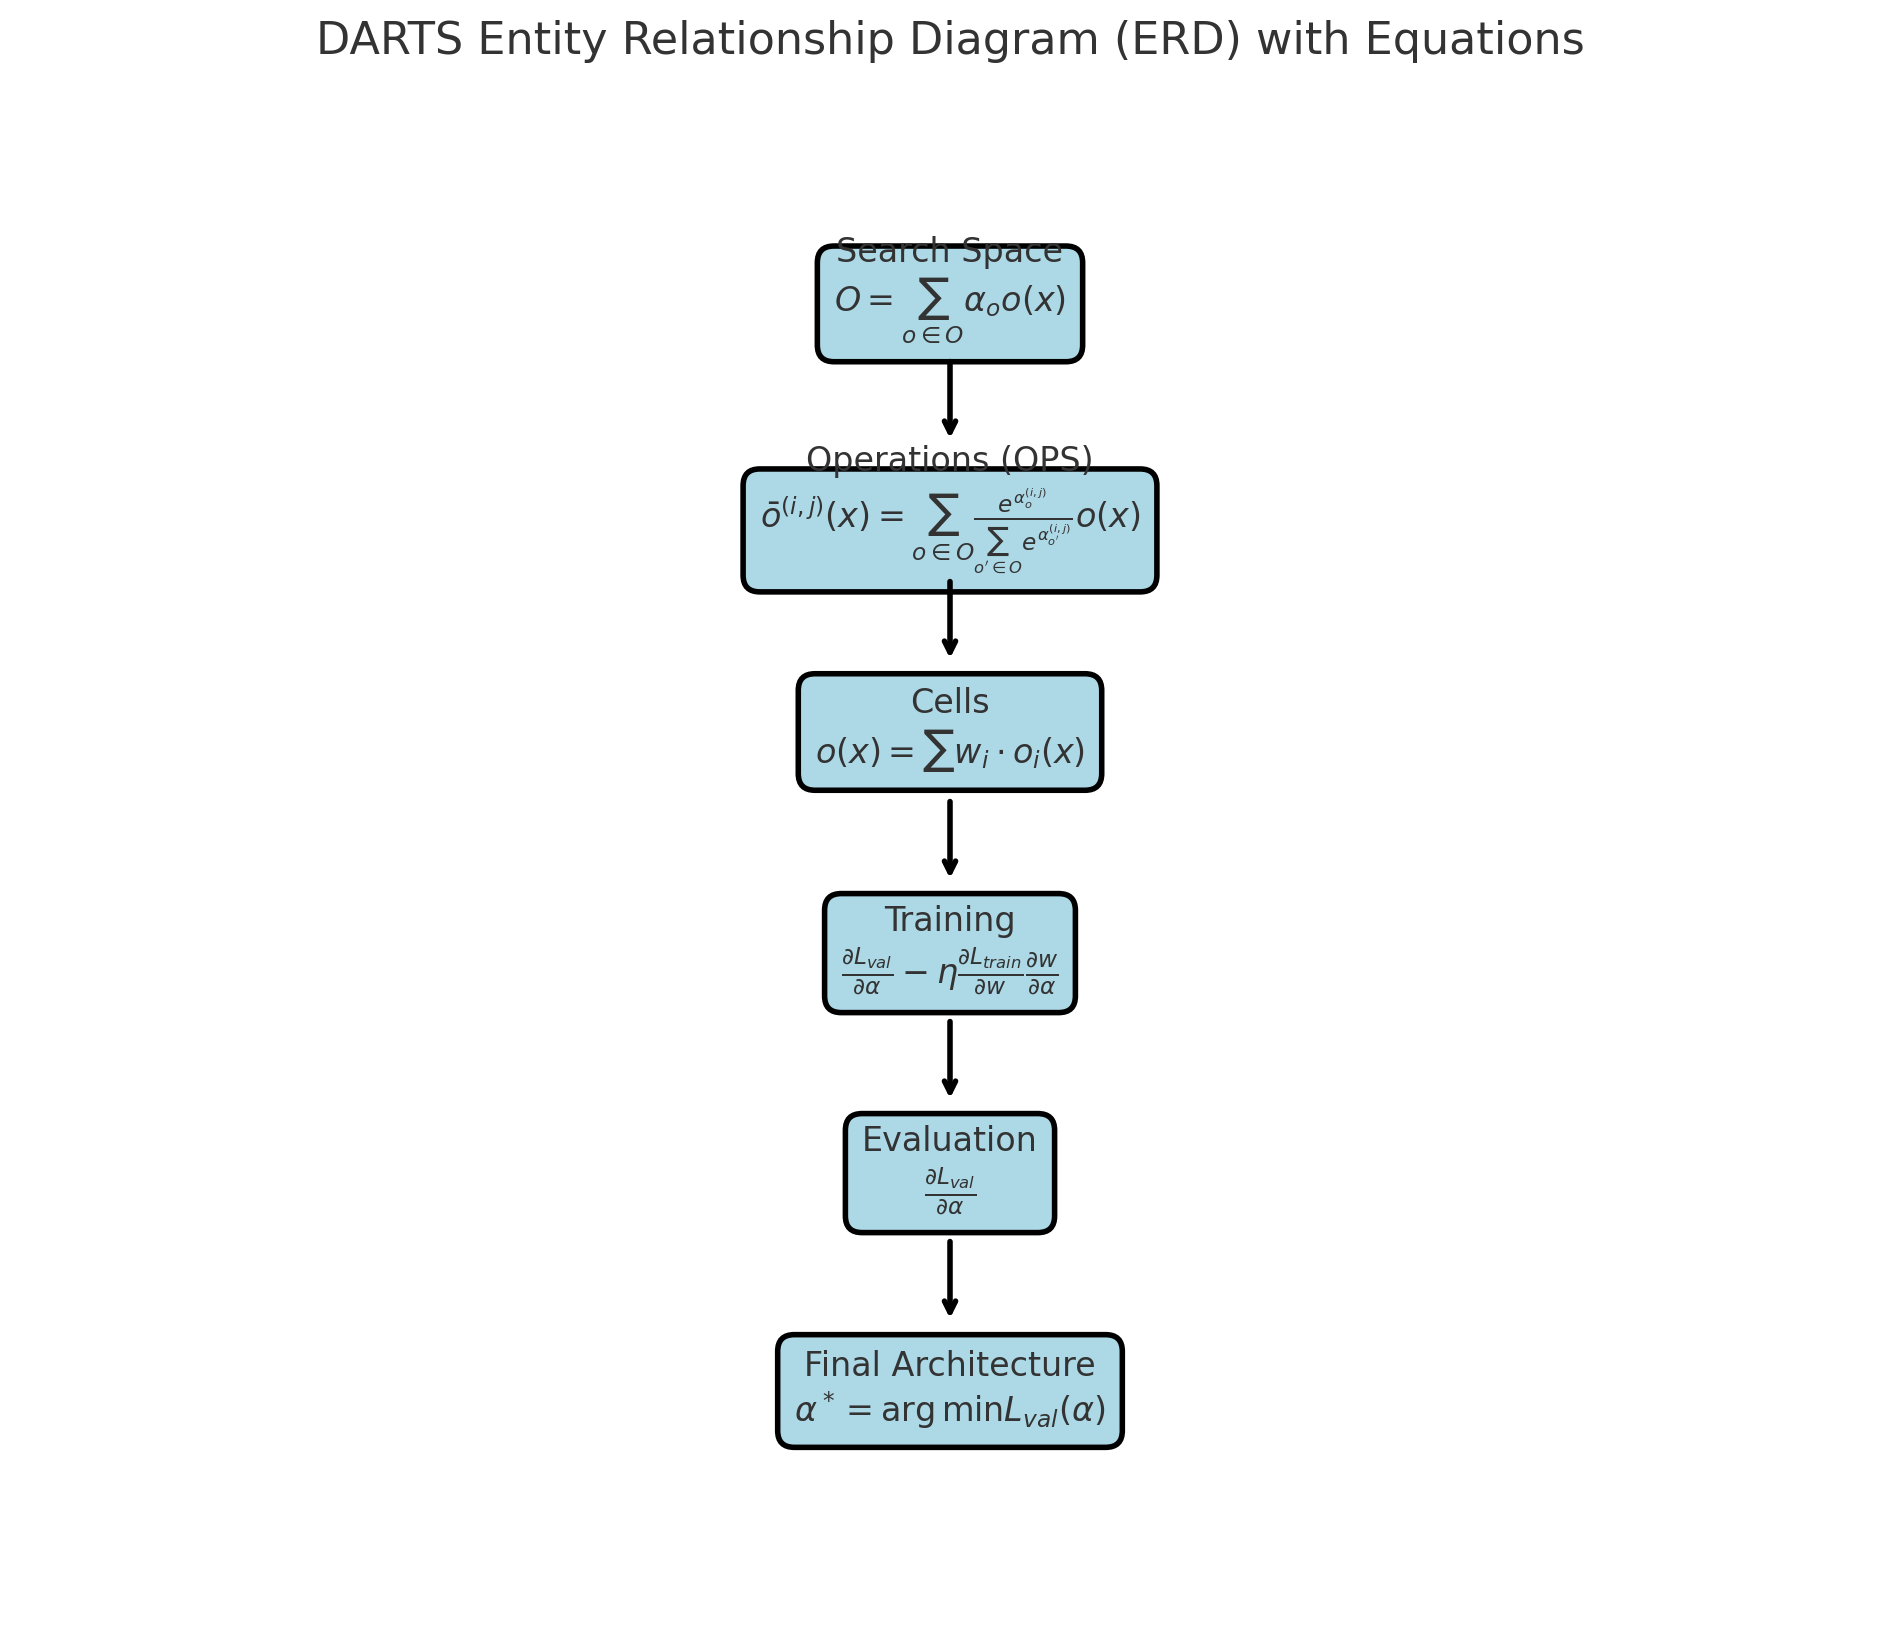 DARTS Entity Relationship Diagram (ERD) with Equations
Search Space
$O = \sum_{o \in O} \alpha_o o(x)$
Operations (OPS)
$\bar{o}^{(i,j)}(x) = \sum_{o \in O} \frac{e^{\alpha_o^{(i,j)}}}{\sum_{o' \in O} e^{\alpha_{o'}^{(i,j)}}} o(x)$
Cells
$o(x) = \sum w_i \cdot o_i(x)$
Training
$\frac{\partial L_{val}}{\partial \alpha} - \eta \frac{\partial L_{train}}{\partial w} \frac{\partial w}{\partial \alpha}$
Evaluation
$\frac{\partial L_{val}}{\partial \alpha}$
Final Architecture
$\alpha^* = \arg\min L_{val}(\alpha)$